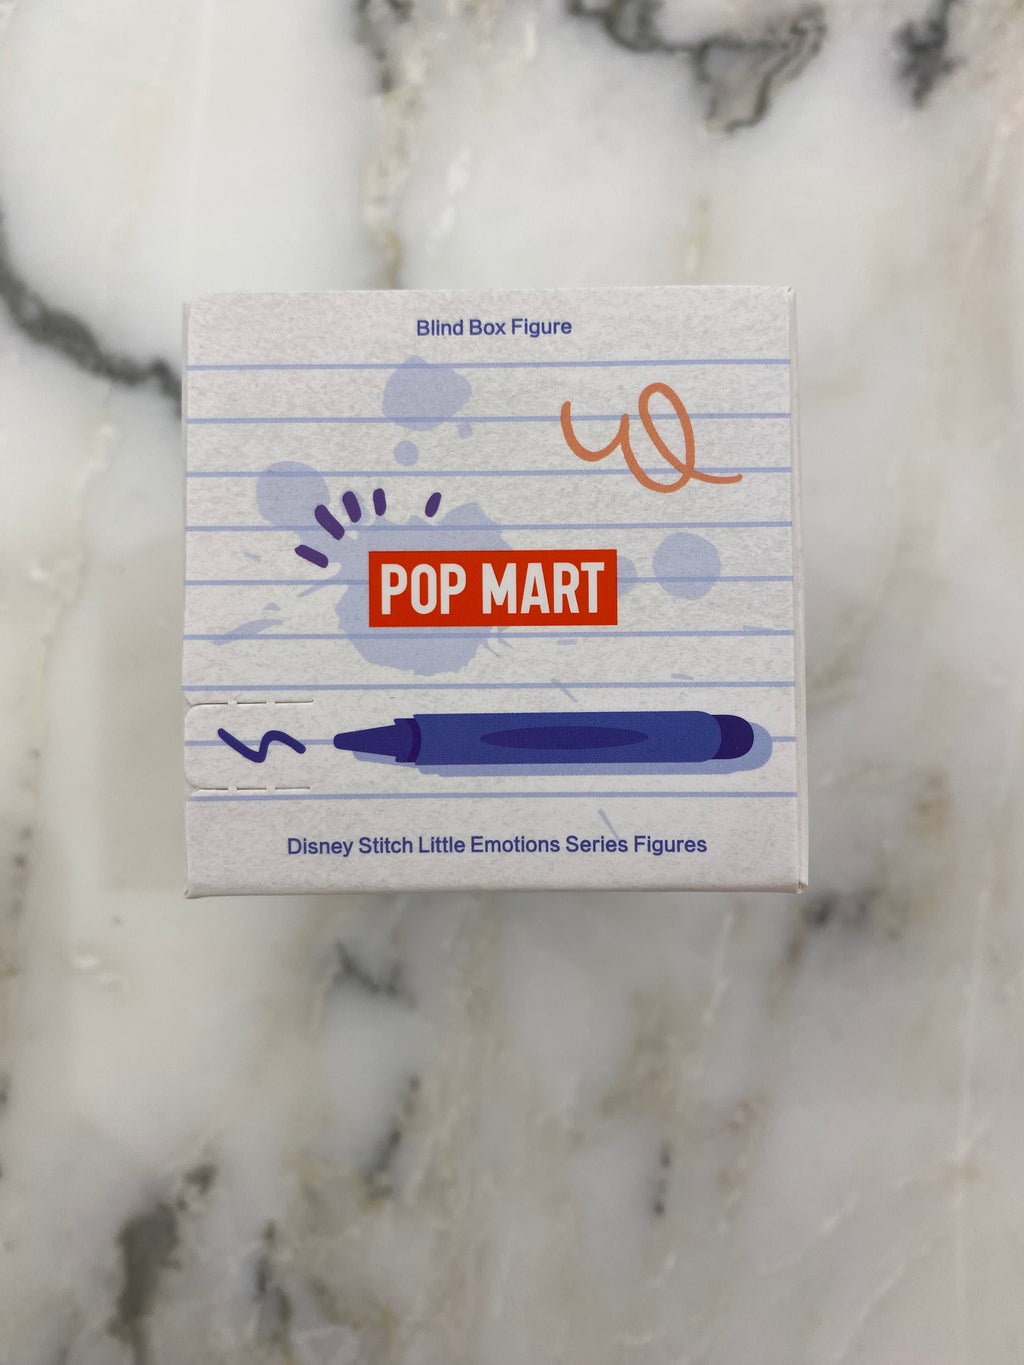 Blind Box Figure
POP MART
Disney Stitch Little Emotions Series Figures